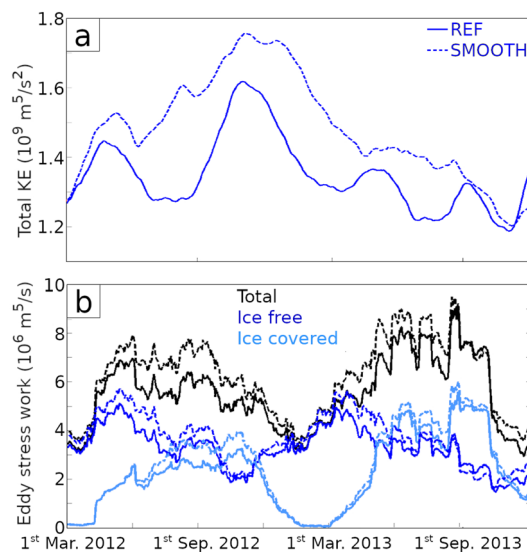 a
Total KE (10⁹ m⁵/s²)
1.8
1.6
1.4
1.2
REF
SMOOTH
b
Eddy stress work (10⁶ m⁵/s)
10
8
6
4
2
0
Total
Ice free
Ice covered
1st Mar. 2012 1st Sep. 2012 1st Mar. 2013 1st Sep. 2013